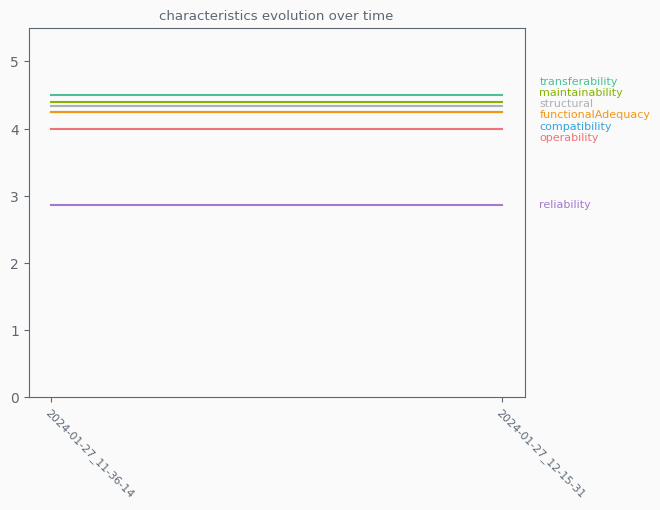 characteristics evolution over time
5
4
3
2
1
0
transferability
maintainability
structural
functionalAdequacy
compatibility
operability
reliability
2024-01-27_11-36-14
2024-01-27_12-15-31